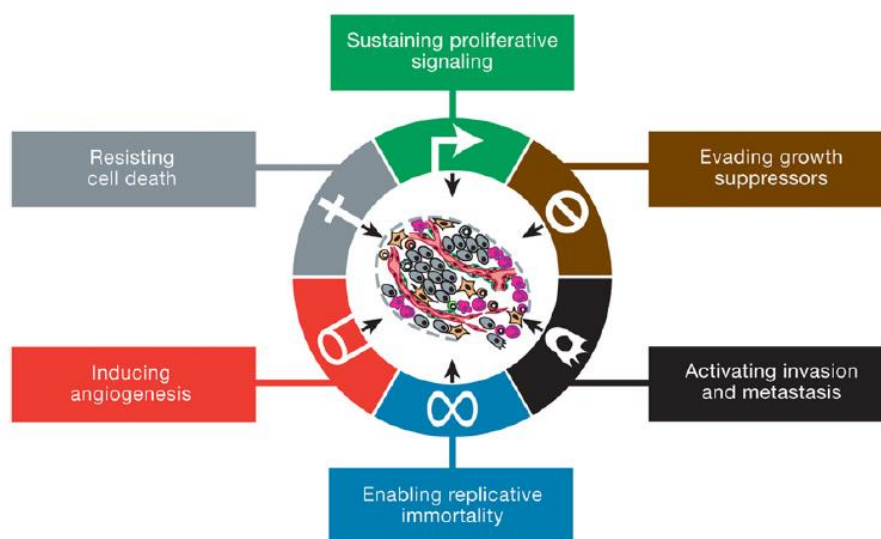 Sustaining proliferative
signaling
Resisting
cell death
Evading growth
suppressors
Inducing
angiogenesis
Activating invasion
and metastasis
Enabling replicative
immortality